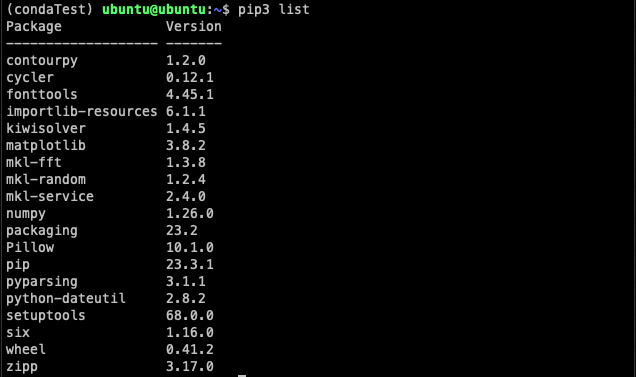 (condaTest) ubuntu@ubuntu:~$ pip3 list
Package Version
------------------- -------
contourpy 1.2.0
cycler 0.12.1
fonttools 4.45.1
importlib-resources 6.1.1
kiwisolver 1.4.5
matplotlib 3.8.2
mkl-fft 1.3.8
mkl-random 1.2.4
mkl-service 2.4.0
numpy 1.26.0
packaging 23.2
Pillow 10.1.0
pip 23.3.1
pyparsing 3.1.1
python-dateutil 2.8.2
setuptools 68.0.0
six 1.16.0
wheel 0.41.2
zipp 3.17.0